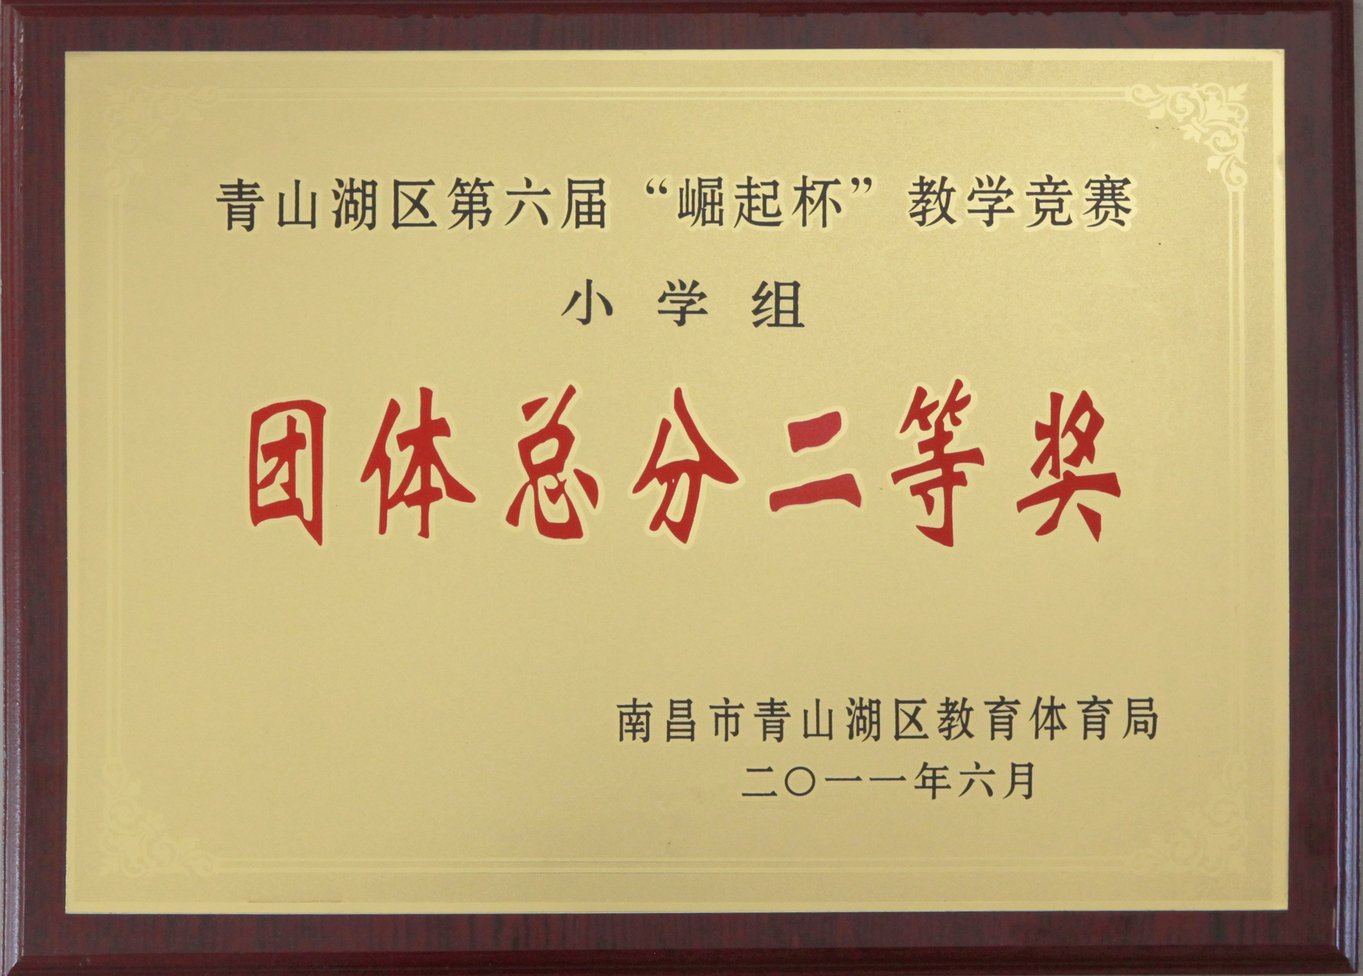 青山湖区第六届“崛起杯”教学竞赛
小学组
团体总分二等奖
南昌市青山湖区教育体育局
二〇一一年六月